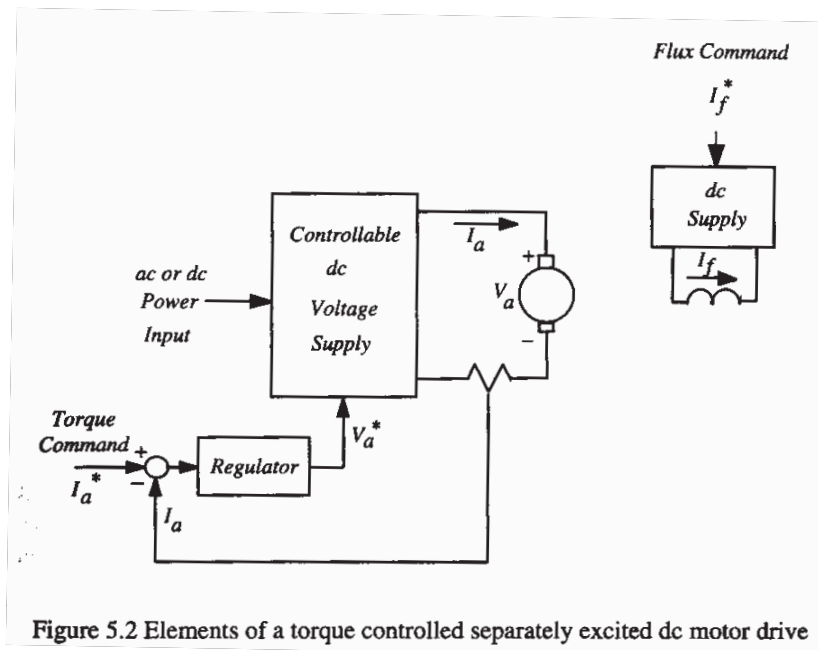 Flux Command
I_f^*
dc
Supply
I_f
Controllable
dc
Voltage
Supply
I_a
+
V_a
−
ac or dc
Power
Input
V_a^*
Torque
Command
+
−
I_a^*
Regulator
I_a
Figure 5.2 Elements of a torque controlled separately excited dc motor drive